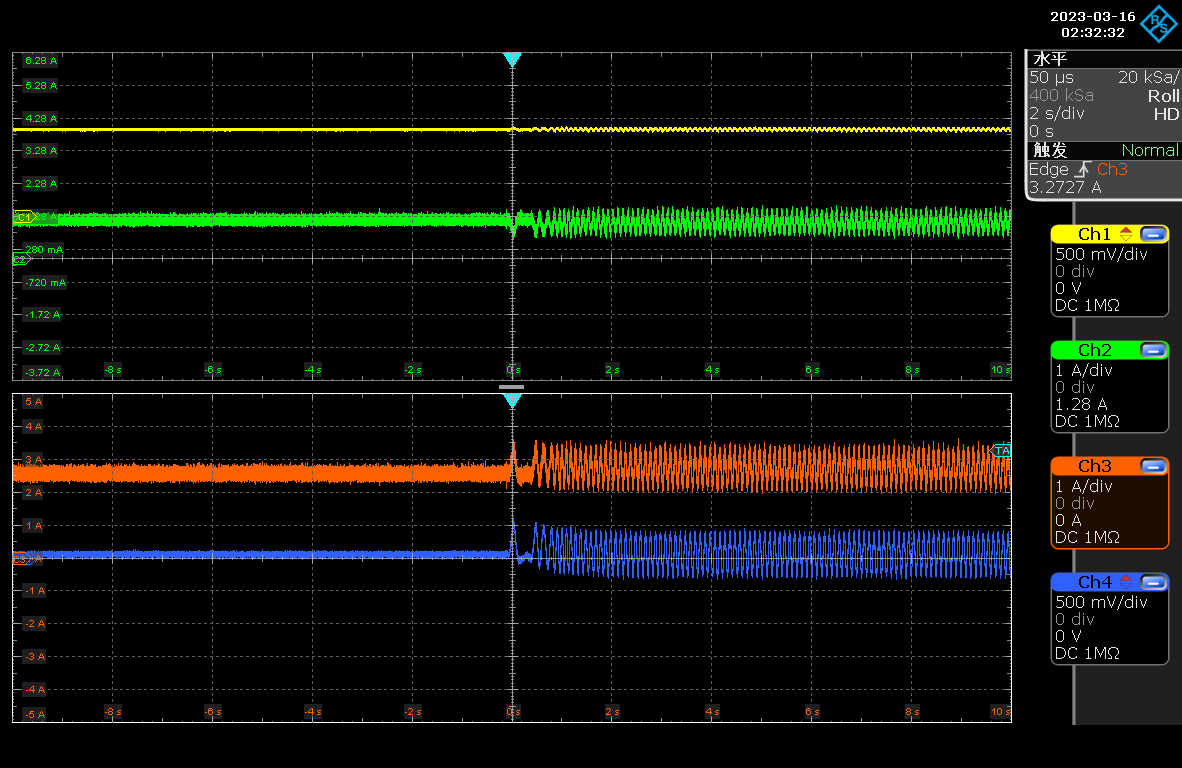 2023-03-16
02:32:32
R&S
水平
50 µs 20 kSa/
400 kSa Roll
2 s/div HD
0 s
触发 Normal
Edge Ch3
3.2727 A
Ch1
500 mV/div
0 div
0 V
DC 1MΩ
Ch2
1 A/div
0 div
1.28 A
DC 1MΩ
Ch3
1 A/div
0 div
0 A
DC 1MΩ
Ch4
500 mV/div
0 div
0 V
DC 1MΩ
6.28 A
5.28 A
4.28 A
3.28 A
2.28 A
C1
280 mA
C2
-720 mA
-1.72 A
-2.72 A
-3.72 A
-8 s -6 s -4 s -2 s 0 s 2 s 4 s 6 s 8 s 10 s
5 A
4 A
3 A
TA
2 A
1 A
C3
-1 A
-2 A
-3 A
-4 A
-5 A
-8 s -6 s -4 s -2 s 0 s 2 s 4 s 6 s 8 s 10 s